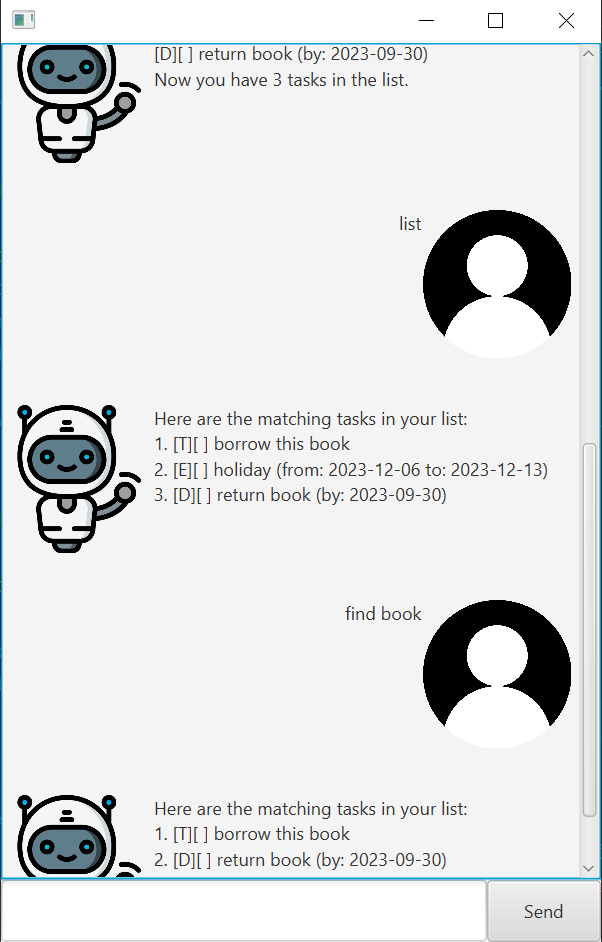 [D][ ] return book (by: 2023-09-30)
Now you have 3 tasks in the list.
list
Here are the matching tasks in your list:
1. [T][ ] borrow this book
2. [E][ ] holiday (from: 2023-12-06 to: 2023-12-13)
3. [D][ ] return book (by: 2023-09-30)
find book
Here are the matching tasks in your list:
1. [T][ ] borrow this book
2. [D][ ] return book (by: 2023-09-30)
Send